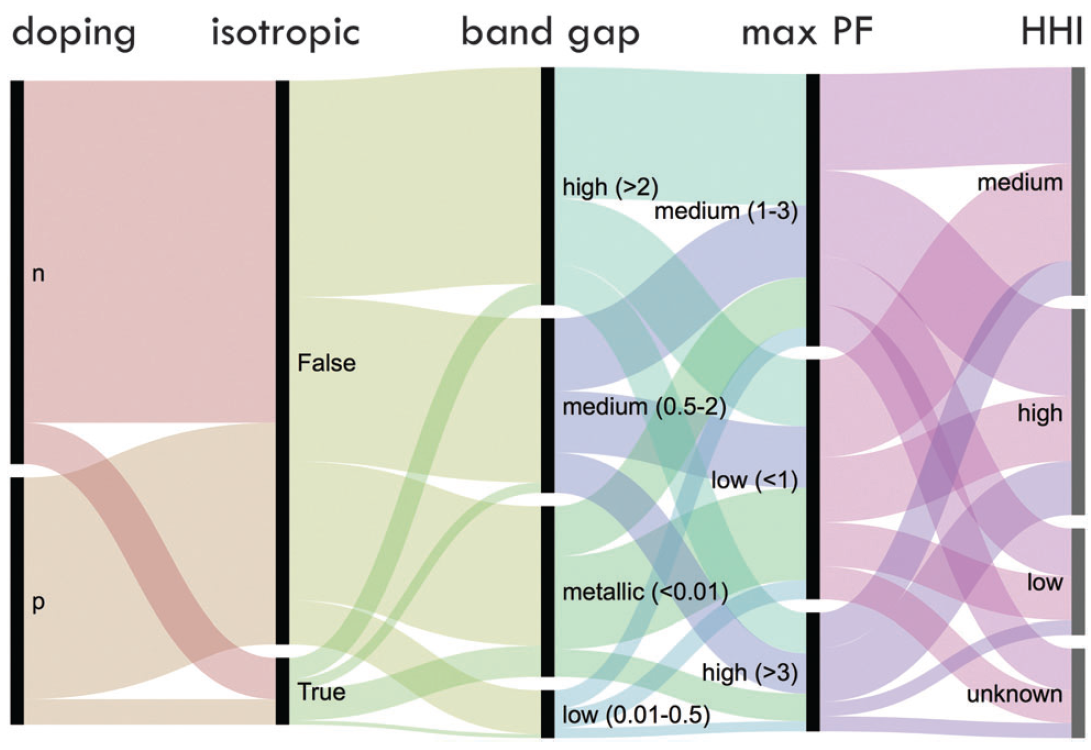 doping isotropic band gap max PF HHI
high (>2)
medium (1-3)
medium
n
False
medium (0.5-2)
high
low (<1)
metallic (<0.01)
low
p
high (>3)
True
unknown
low (0.01-0.5)